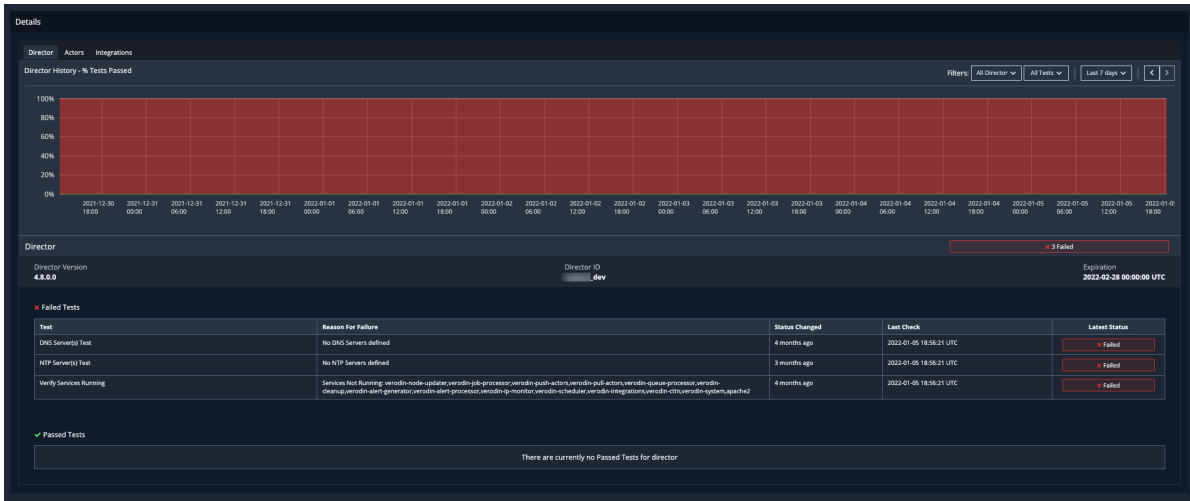 Details
Director Actors Integrations
Director History - % Tests Passed
Filters: All Director All Tests Last 7 days
100%
80%
60%
40%
20%
0%
2021-12-30 18:00
2021-12-31 00:00
2021-12-31 06:00
2021-12-31 12:00
2021-12-31 18:00
2022-01-01 00:00
2022-01-01 06:00
2022-01-01 12:00
2022-01-01 18:00
2022-01-02 00:00
2022-01-02 06:00
2022-01-02 12:00
2022-01-02 18:00
2022-01-03 00:00
2022-01-03 06:00
2022-01-03 12:00
2022-01-03 18:00
2022-01-04 00:00
2022-01-04 06:00
2022-01-04 12:00
2022-01-04 18:00
2022-01-05 00:00
2022-01-05 06:00
2022-01-05 12:00
2022-01-0 18:00
Director
3 Failed
Director Version Director ID Expiration
4.8.0.0 _dev 2022-02-28 00:00:00 UTC
Failed Tests
Test Reason For Failure Status Changed Last Check Latest Status
DNS Server(s) Test No DNS Servers defined 4 months ago 2022-01-05 18:56:21 UTC Failed
NTP Server(s) Test No NTP Servers defined 3 months ago 2022-01-05 18:56:21 UTC Failed
Verify Services Running Services Not Running: verodin-node-updater,verodin-job-processor,verodin-push-actors,verodin-pull-actors,verodin-queue-processor,verodin- 4 months ago 2022-01-05 18:56:21 UTC Failed
cleanup,verodin-alert-generator,verodin-alert-processor,verodin-ip-monitor,verodin-scheduler,verodin-integrations,verodin-cttn,verodin-system,apache2
Passed Tests
There are currently no Passed Tests for director